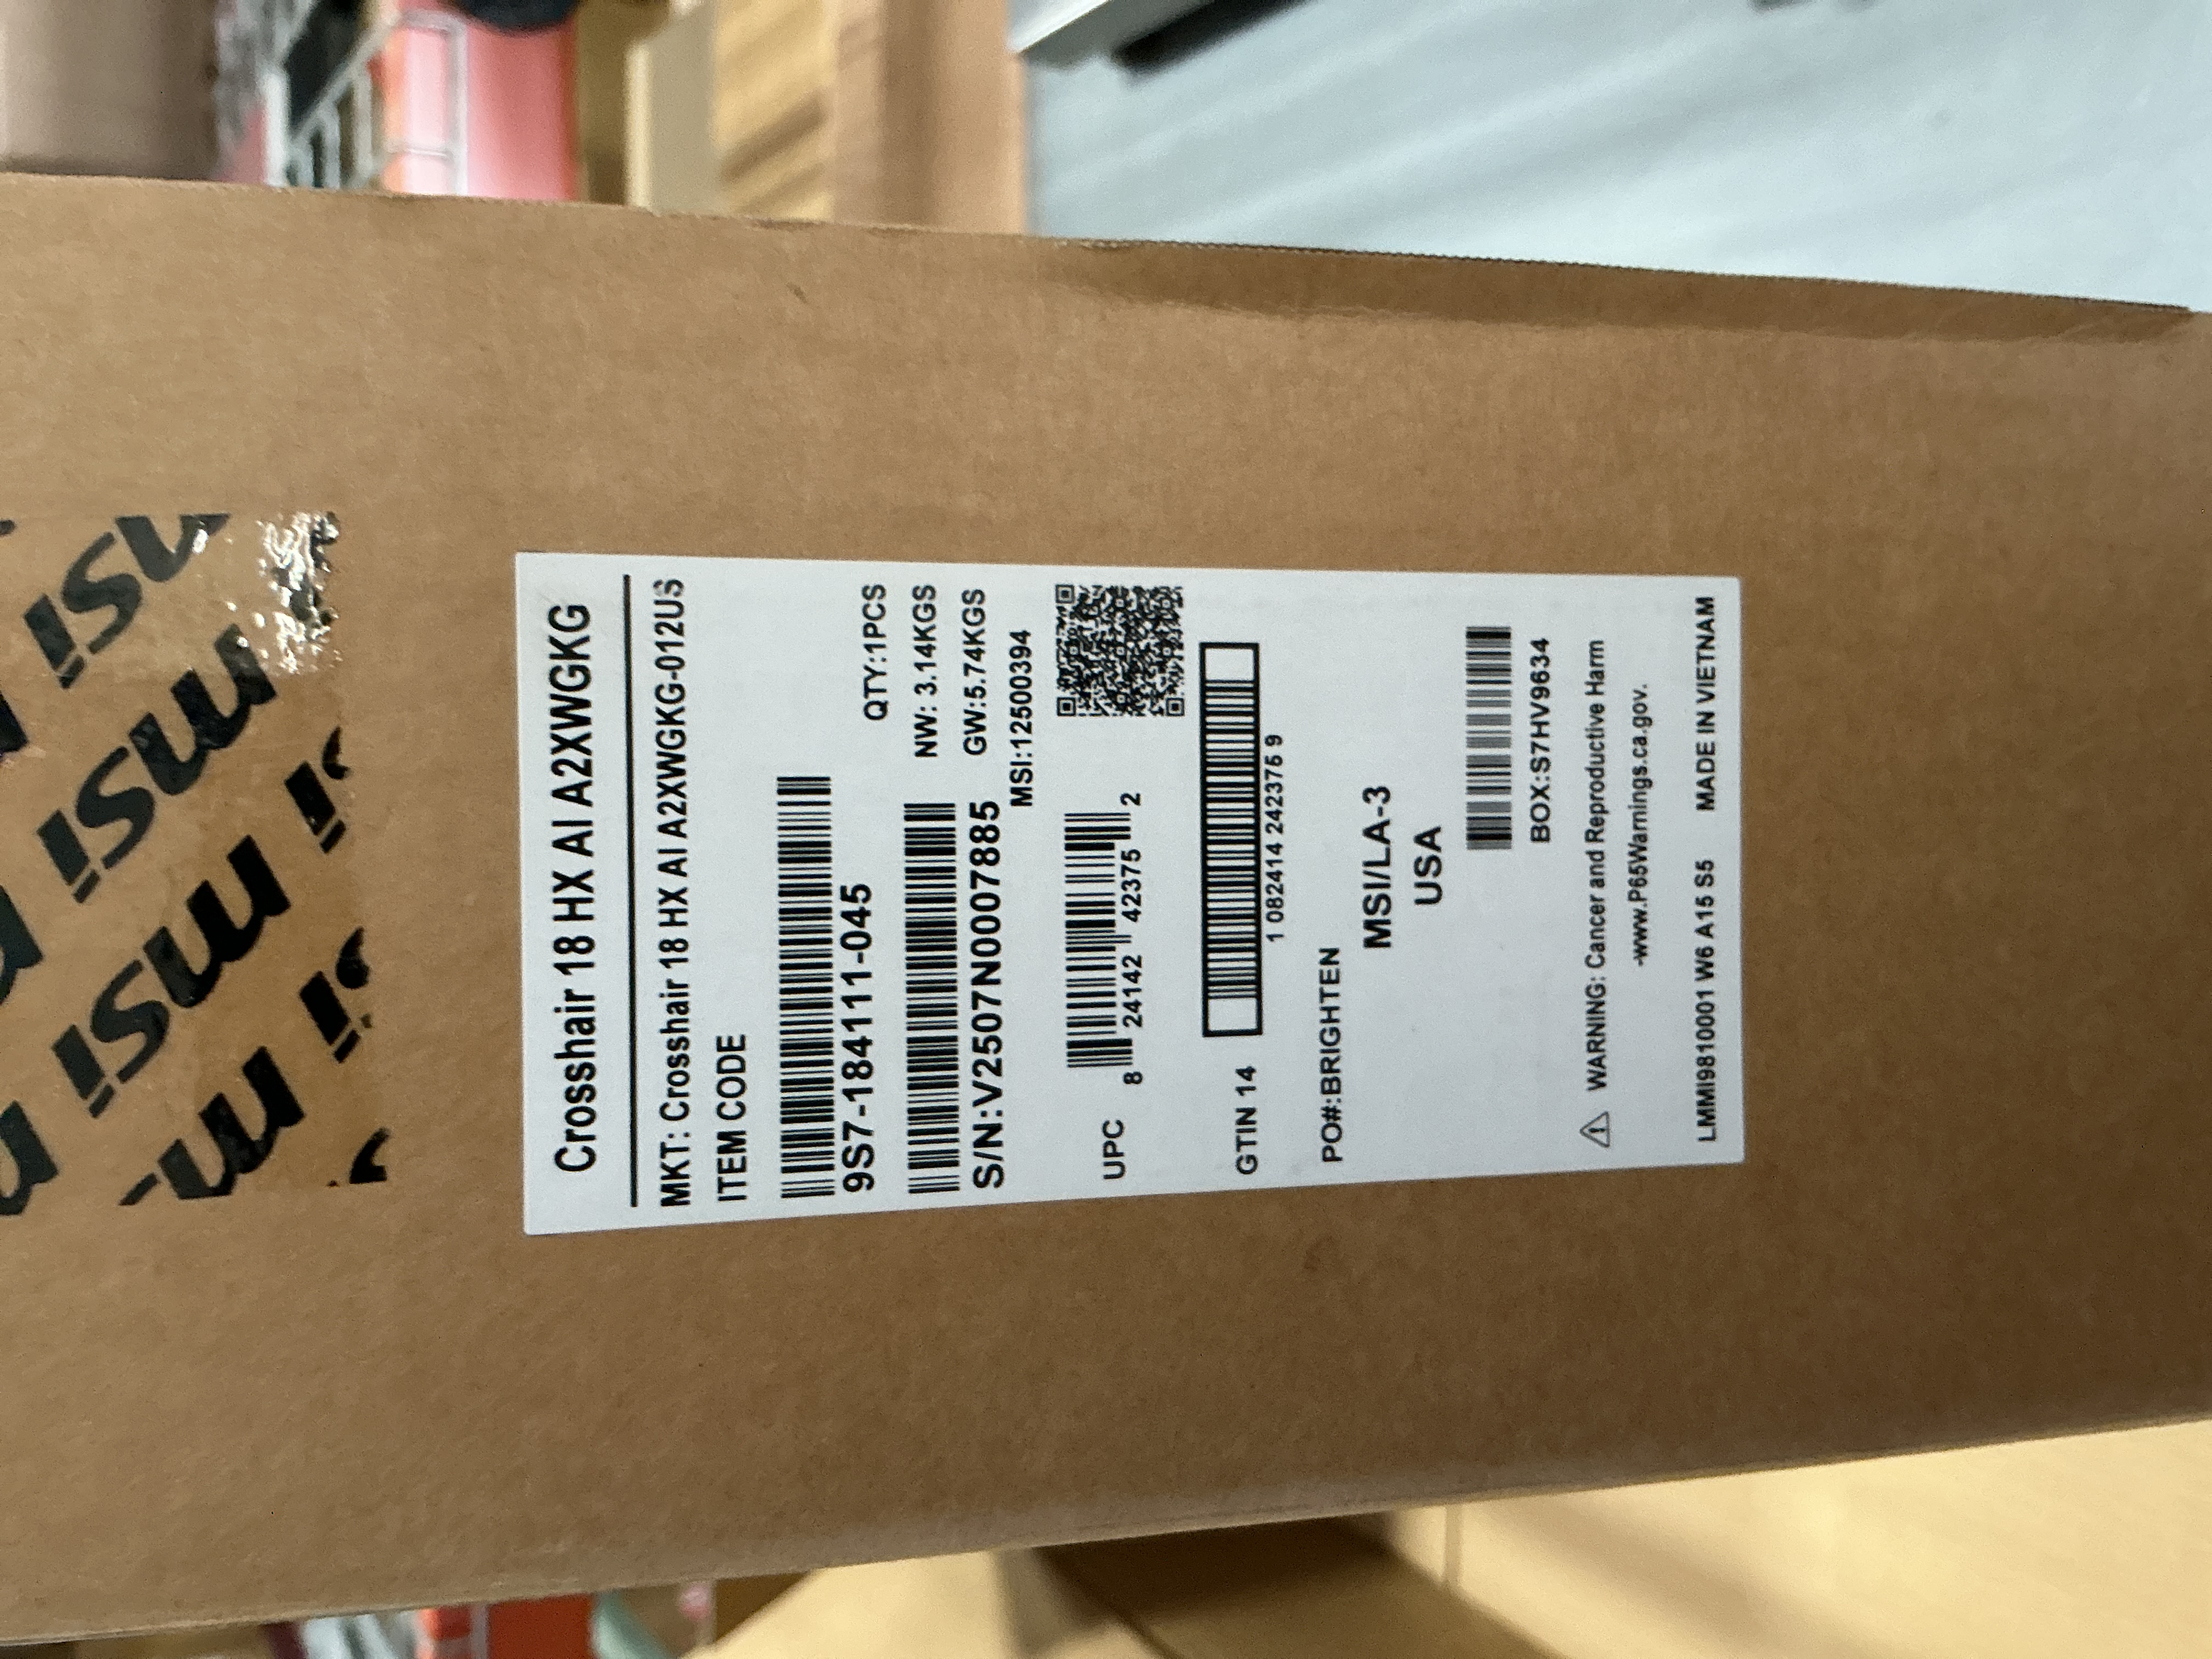 msi msi
msi msi
msi
Crosshair 18 HX AI A2XWGKG
MKT: Crosshair 18 HX AI A2XWGKG-012US
ITEM CODE
9S7-184111-045
QTY:1PCS
S/N:V2507N0007885
NW: 3.14KGS
GW:5.74KGS
MSI:12500394
UPC
8 24142 42375 2
GTIN 14
1 0824142 42375 9
PO#:BRIGHTEN
MSI/LA-3
USA
BOX:S7HV9634
WARNING: Cancer and Reproductive Harm
-www.P65Warnings.ca.gov.
LMMI9810001 W6 A15 S5 MADE IN VIETNAM